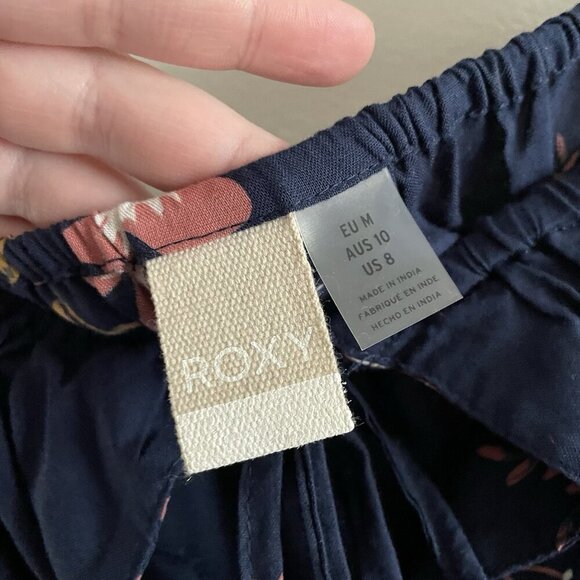 ROXY
EU M
AUS 10
US 8
MADE IN INDIA
FABRIQUÉ EN INDE
HECHO EN INDIA